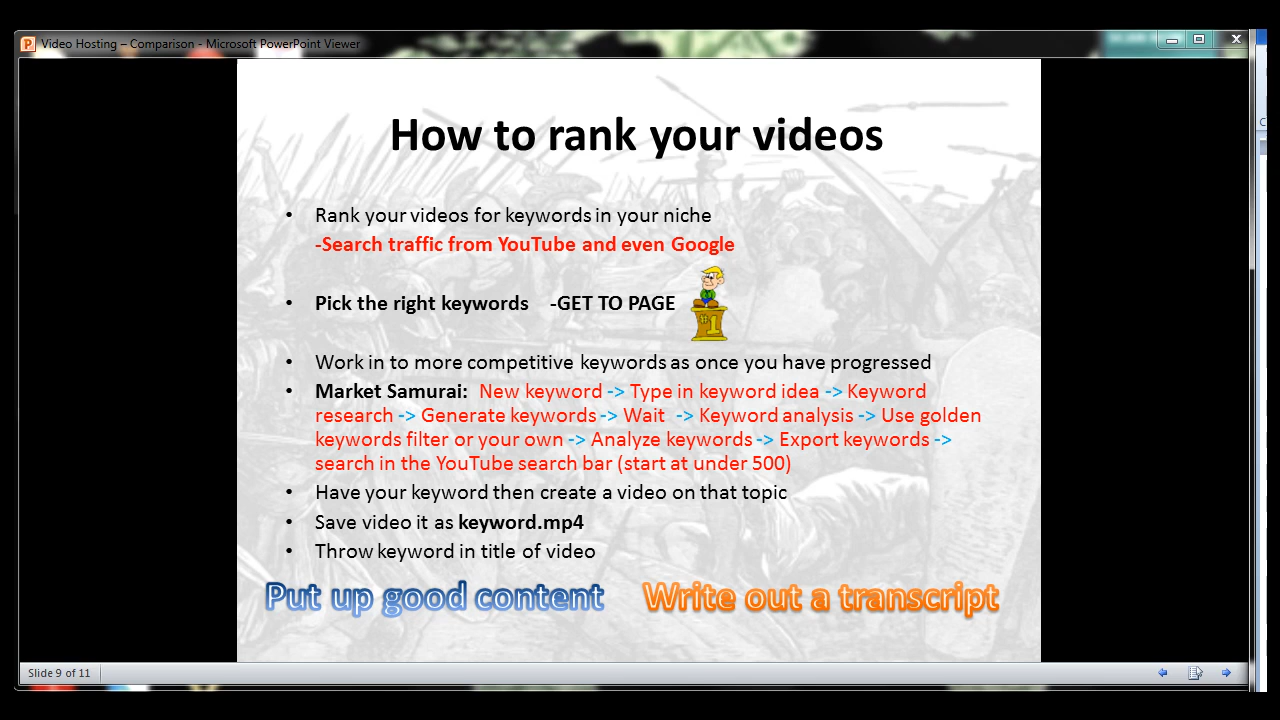 Video Hosting – Comparison - Microsoft PowerPoint Viewer
How to rank your videos
• Rank your videos for keywords in your niche
-Search traffic from YouTube and even Google
• Pick the right keywords -GET TO PAGE
#1
• Work in to more competitive keywords as once you have progressed
• Market Samurai: New keyword -> Type in keyword idea -> Keyword
research -> Generate keywords -> Wait -> Keyword analysis -> Use golden
keywords filter or your own -> Analyze keywords -> Export keywords ->
search in the YouTube search bar (start at under 500)
• Have your keyword then create a video on that topic
• Save video it as keyword.mp4
• Throw keyword in title of video
Put up good content Write out a transcript
Slide 9 of 11